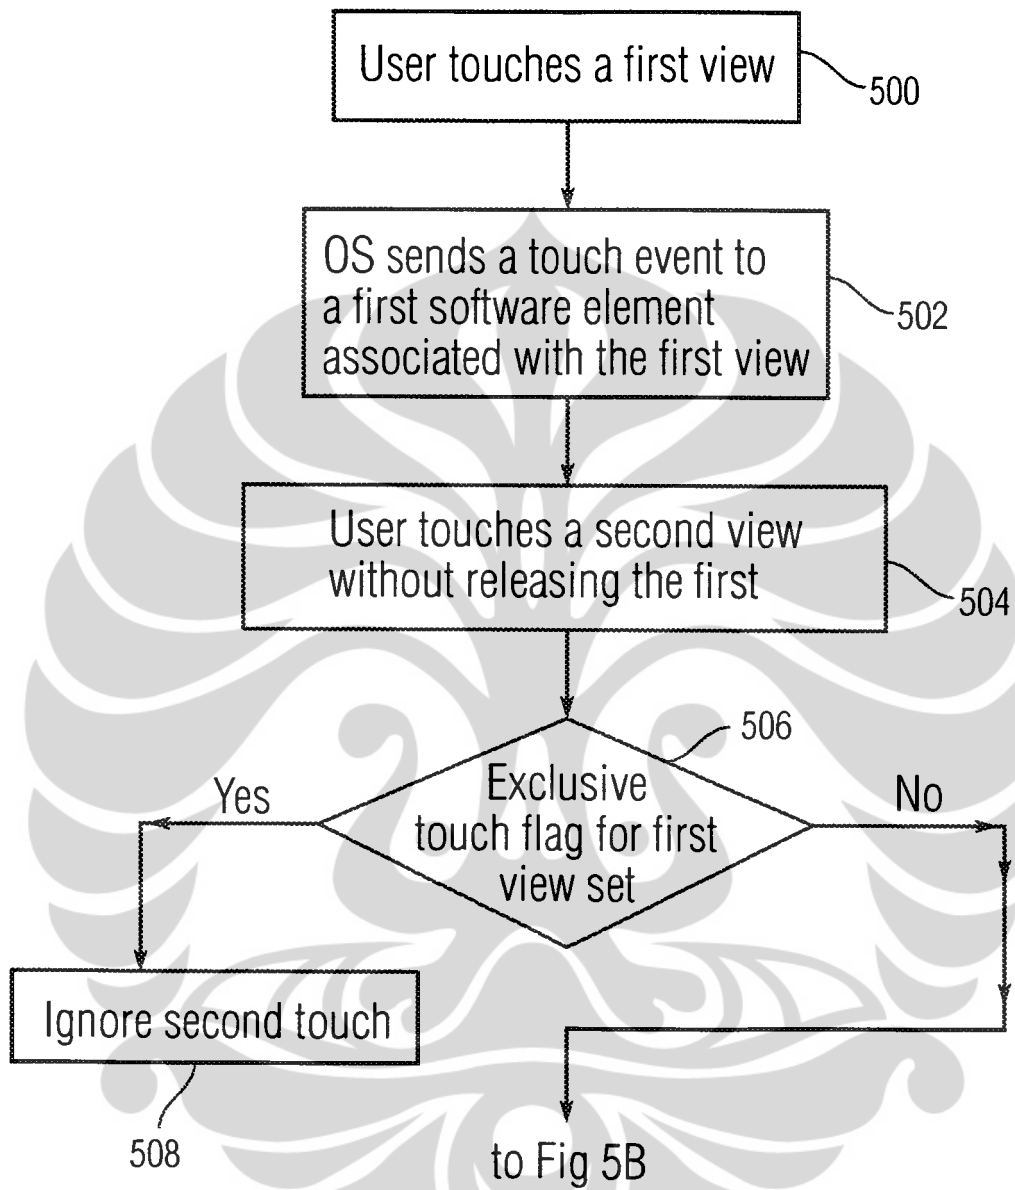 User touches a first view
500
OS sends a touch event to
a first software element
associated with the first view
502
User touches a second view
without releasing the first
504
506
Exclusive
touch flag for first
view set
Yes
No
Ignore second touch
508
to Fig 5B